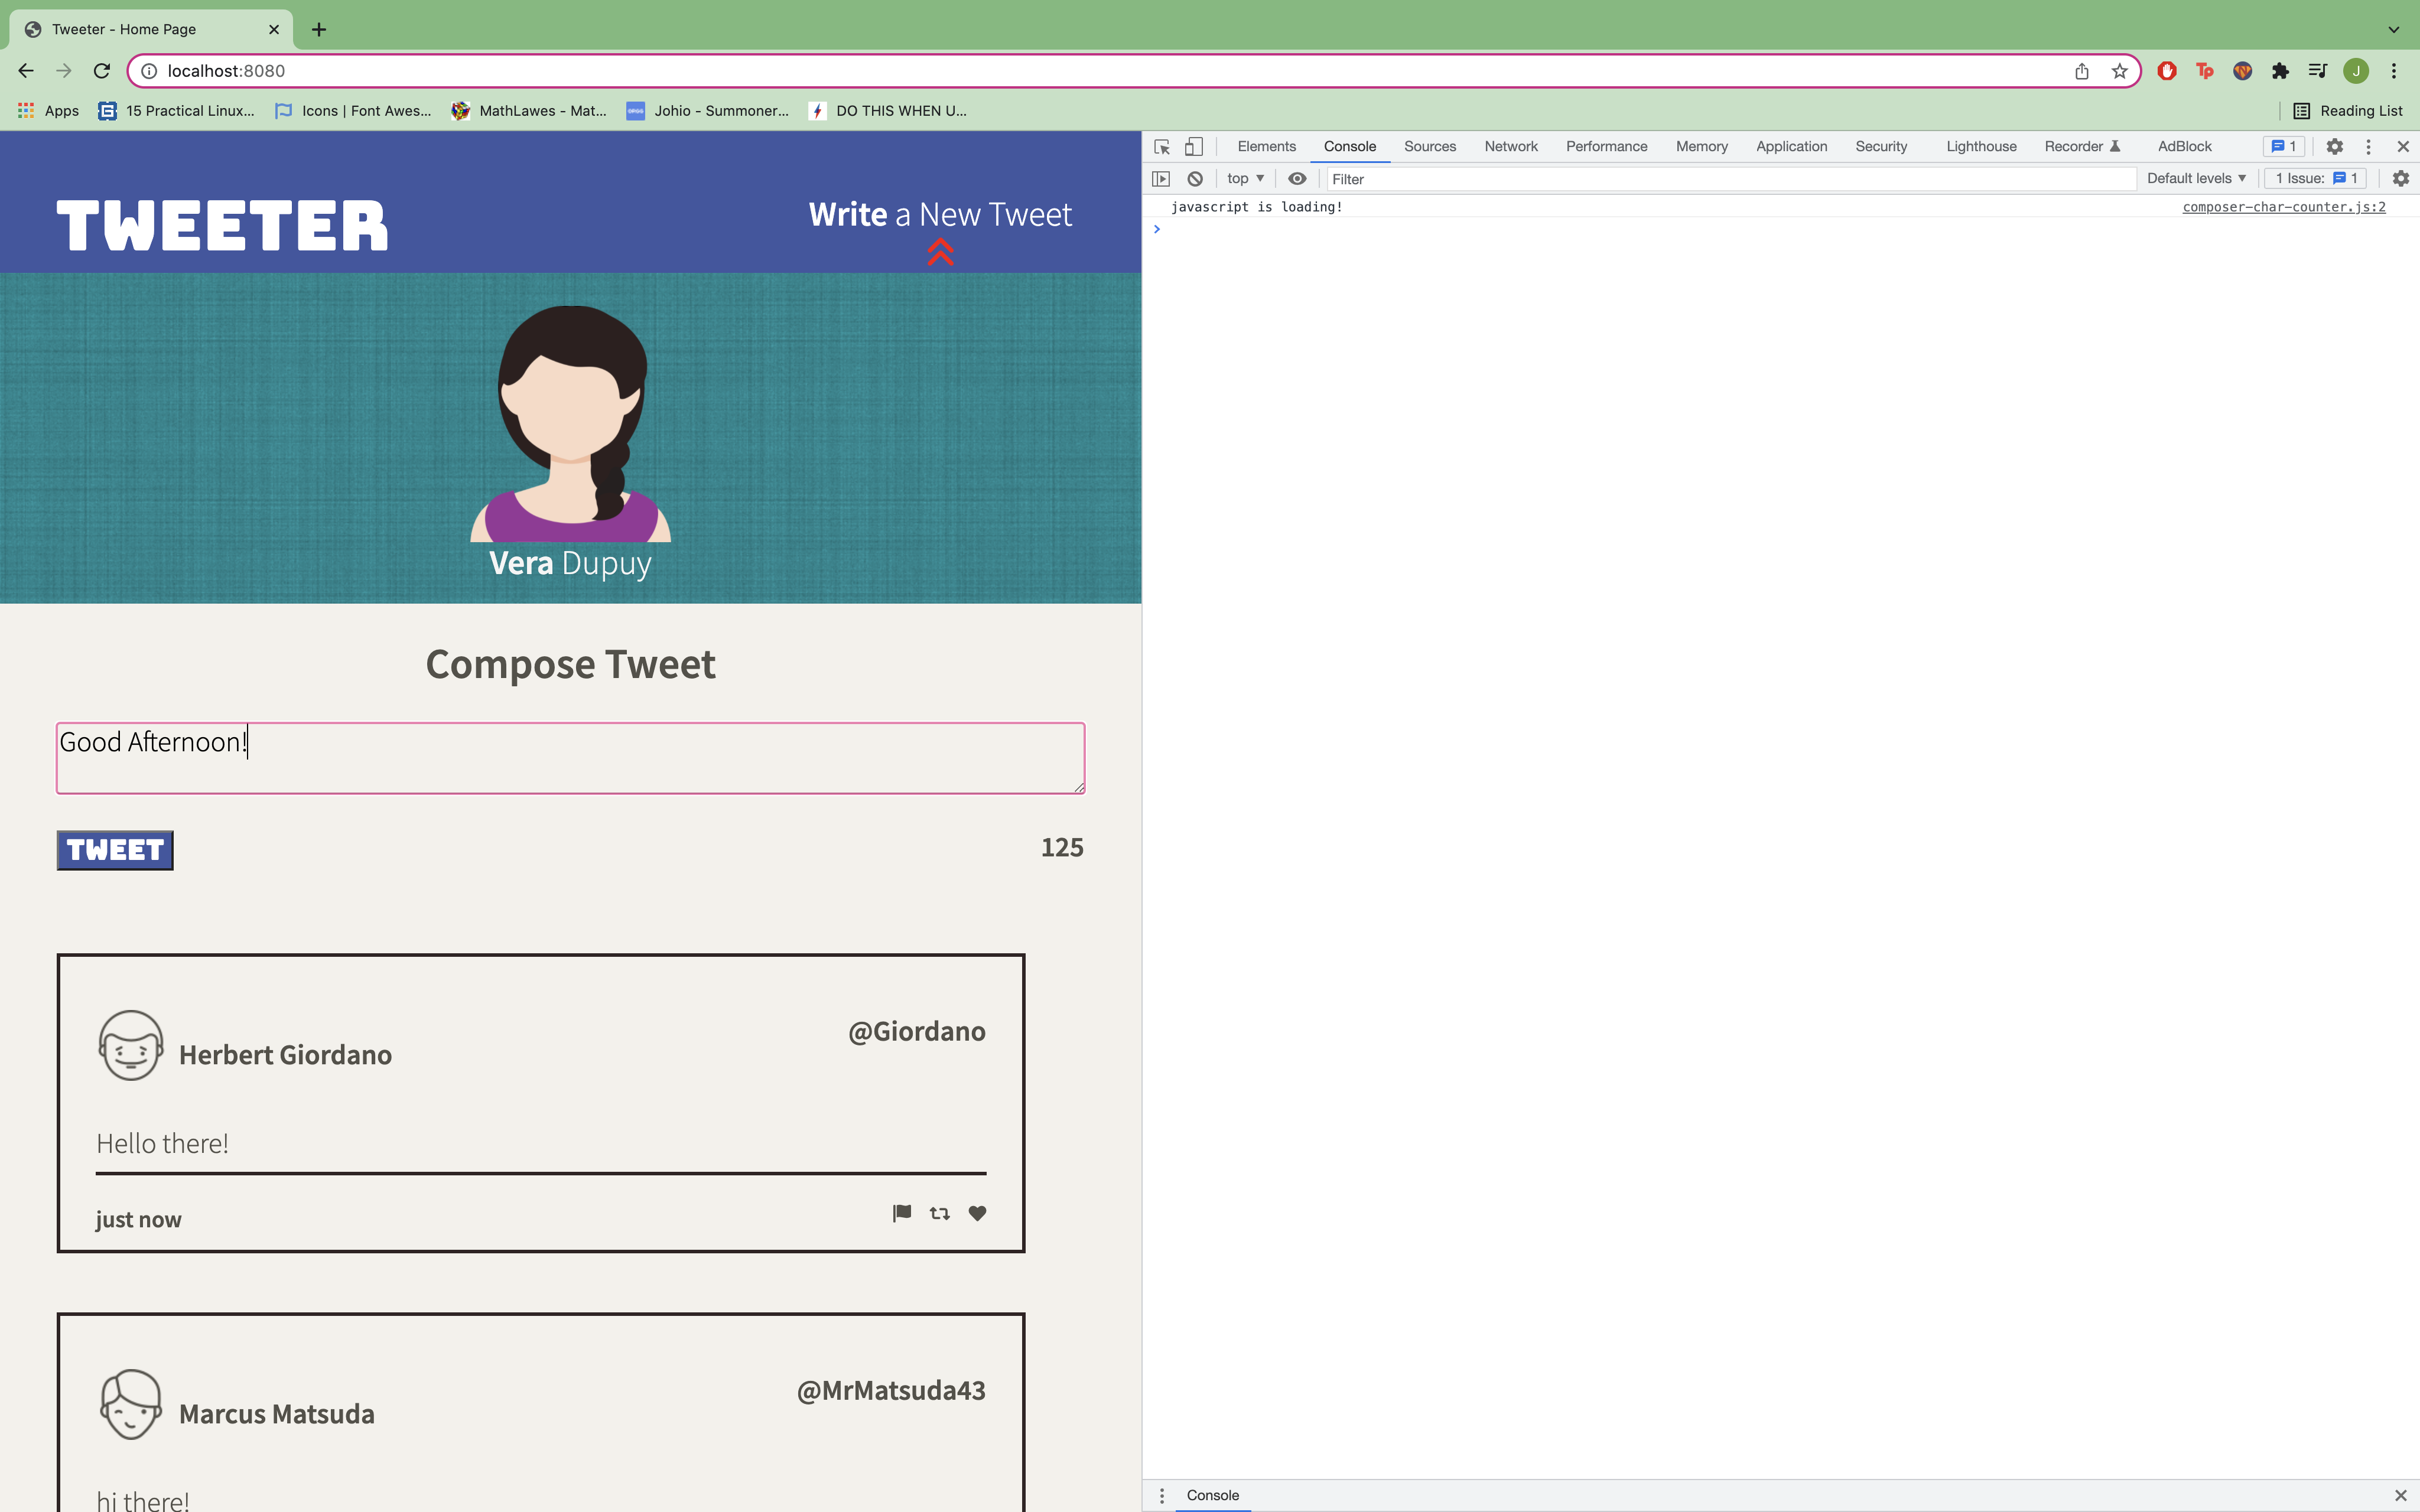 Tweeter - Home Page
localhost:8080
J
Apps
15 Practical Linux...
Icons | Font Awes...
MathLawes - Mat...
Johio - Summoner...
DO THIS WHEN U...
Reading List
TWEETER
Write a New Tweet
Vera Dupuy
Compose Tweet
Good Afternoon!
TWEET
125
Herbert Giordano
@Giordano
Hello there!
just now
Marcus Matsuda
@MrMatsuda43
hi there!
Elements Console Sources Network Performance Memory Application Security Lighthouse Recorder AdBlock 1
top Filter Default levels 1 Issue: 1
javascript is loading! composer-char-counter.js:2
Console